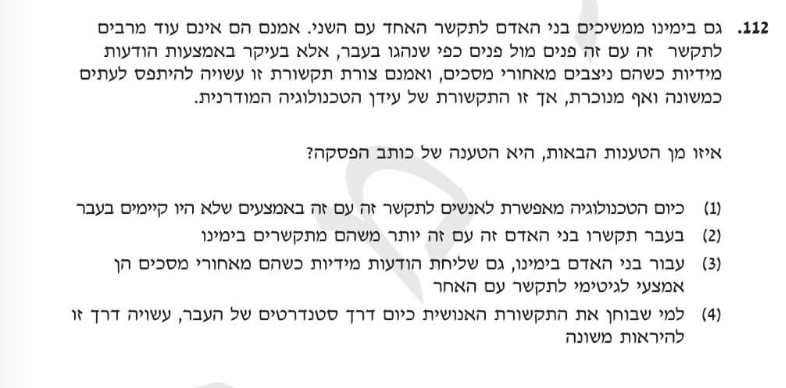 112. גם בימינו ממשיכים בני האדם לתקשר האחד עם השני. אמנם הם אינם עוד מרבים
לתקשר זה עם זה פנים מול פנים כפי שנהגו בעבר, אלא בעיקר באמצעות הודעות
מידיות כשהם ניצבים מאחורי מסכים, ואמנם צורת תקשורת זו עשויה להיתפס לעתים
כמשונה ואף מנוכרת, אך זו התקשורת של עידן הטכנולוגיה המודרנית.
איזו מן הטענות הבאות, היא הטענה של כותב הפסקה?
(1) כיום הטכנולוגיה מאפשרת לאנשים לתקשר זה עם זה באמצעים שלא היו קיימים בעבר
(2) בעבר תקשרו בני האדם זה עם זה יותר משהם מתקשרים בימינו
(3) עבור בני האדם בימינו, גם שליחת הודעות מידיות כשהם מאחורי מסכים הן
אמצעי לגיטימי לתקשר עם האחר
(4) למי שבוחן את התקשורת האנושית כיום דרך סטנדרטים של העבר, עשויה דרך זו
להיראות משונה